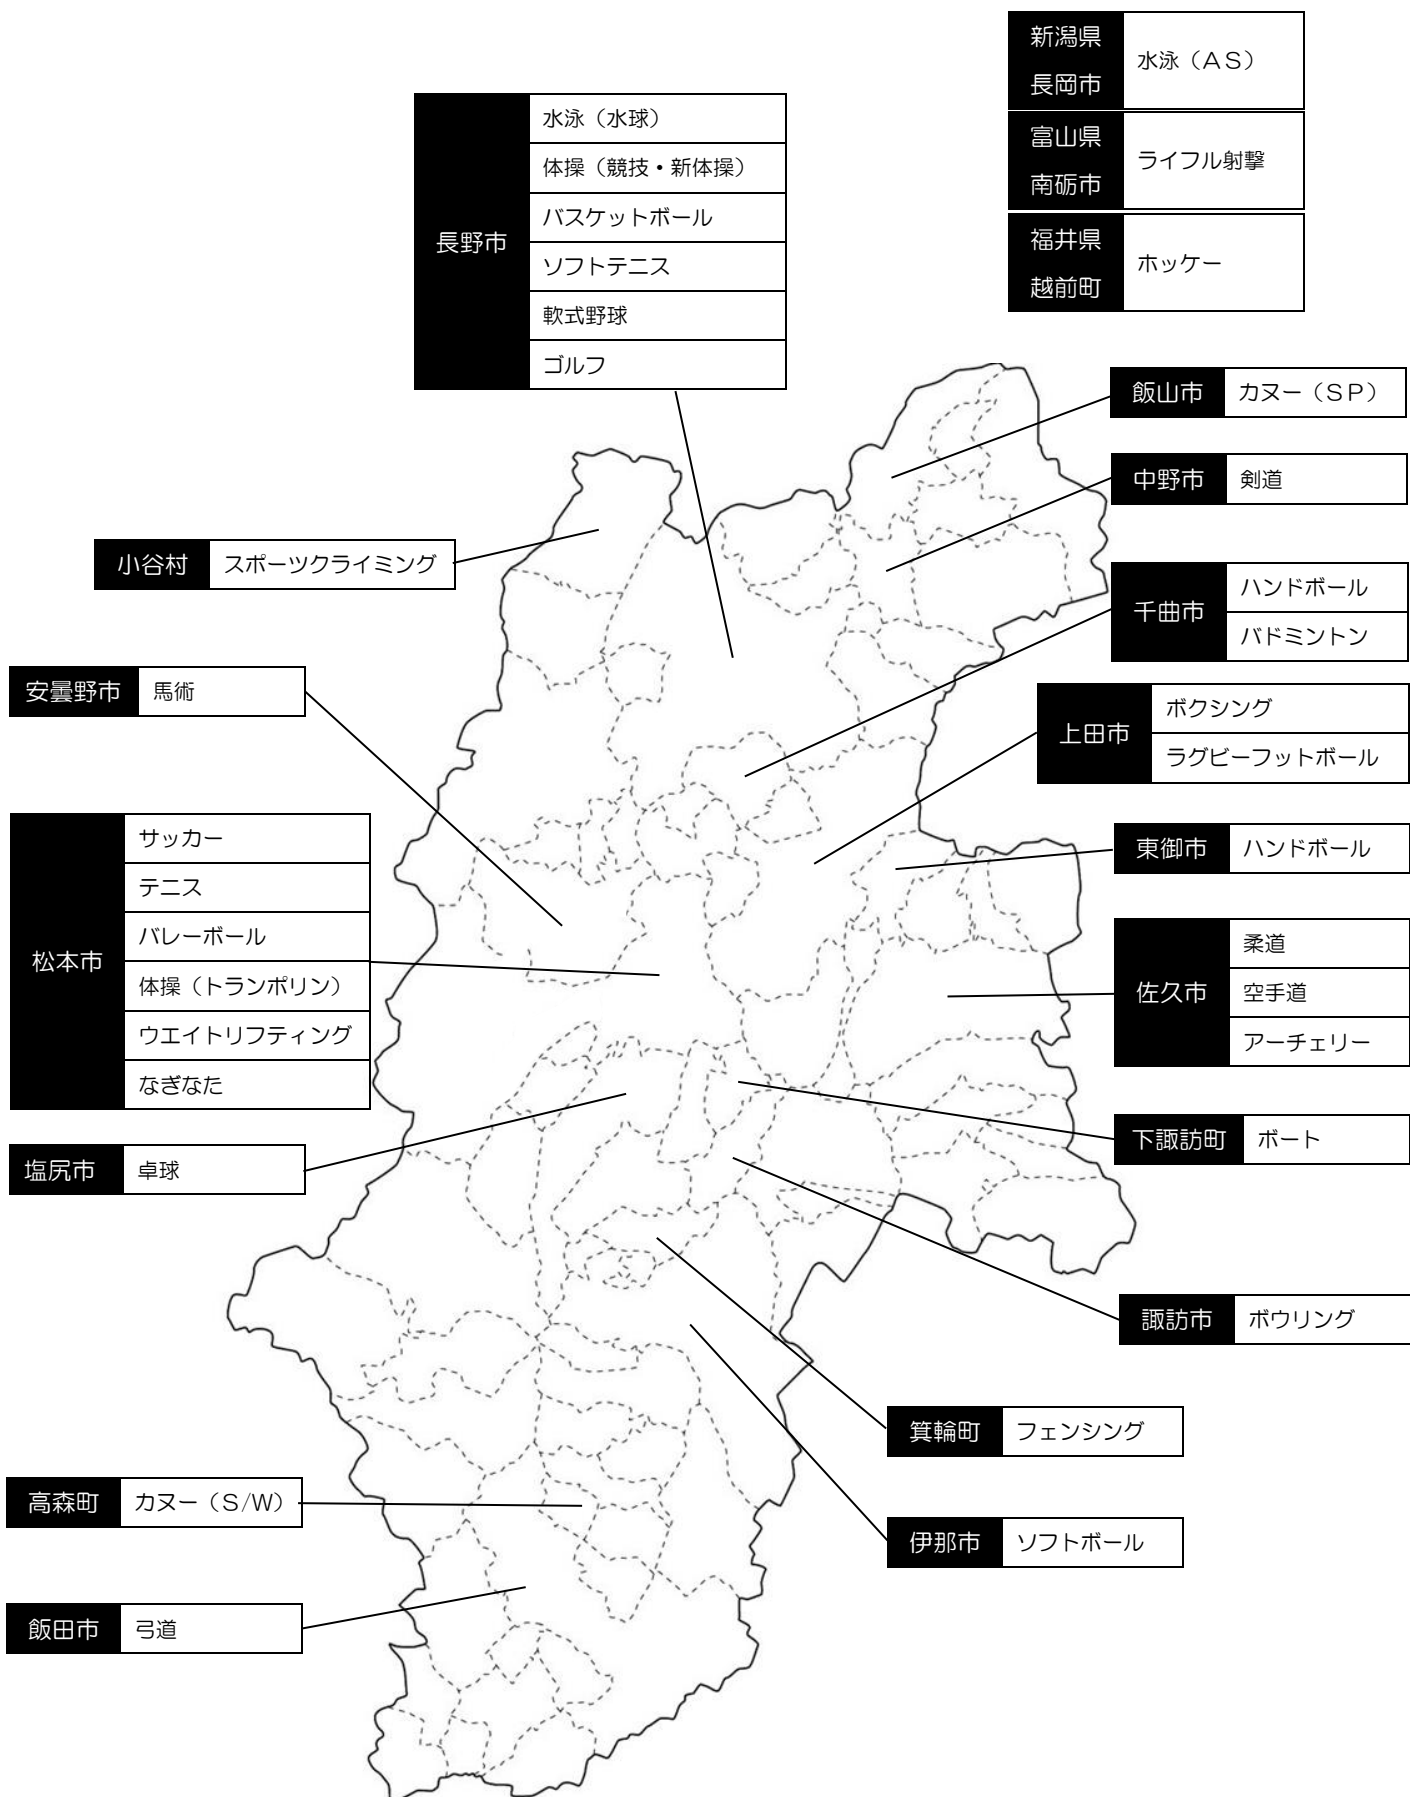 新潟県
長岡市
水泳（ＡＳ）
富山県
南砺市
ライフル射撃
福井県
越前町
ホッケー
長野市
水泳（水球）
体操（競技・新体操）
バスケットボール
ソフトテニス
軟式野球
ゴルフ
飯山市
カヌー（ＳＰ）
中野市
剣道
小谷村
スポーツクライミング
千曲市
ハンドボール
バドミントン
安曇野市
馬術
上田市
ボクシング
ラグビーフットボール
松本市
サッカー
テニス
バレーボール
体操（トランポリン）
ウエイトリフティング
なぎなた
東御市
ハンドボール
佐久市
柔道
空手道
アーチェリー
下諏訪町
ボート
塩尻市
卓球
諏訪市
ボウリング
箕輪町
フェンシング
高森町
カヌー（Ｓ/Ｗ）
伊那市
ソフトボール
飯田市
弓道